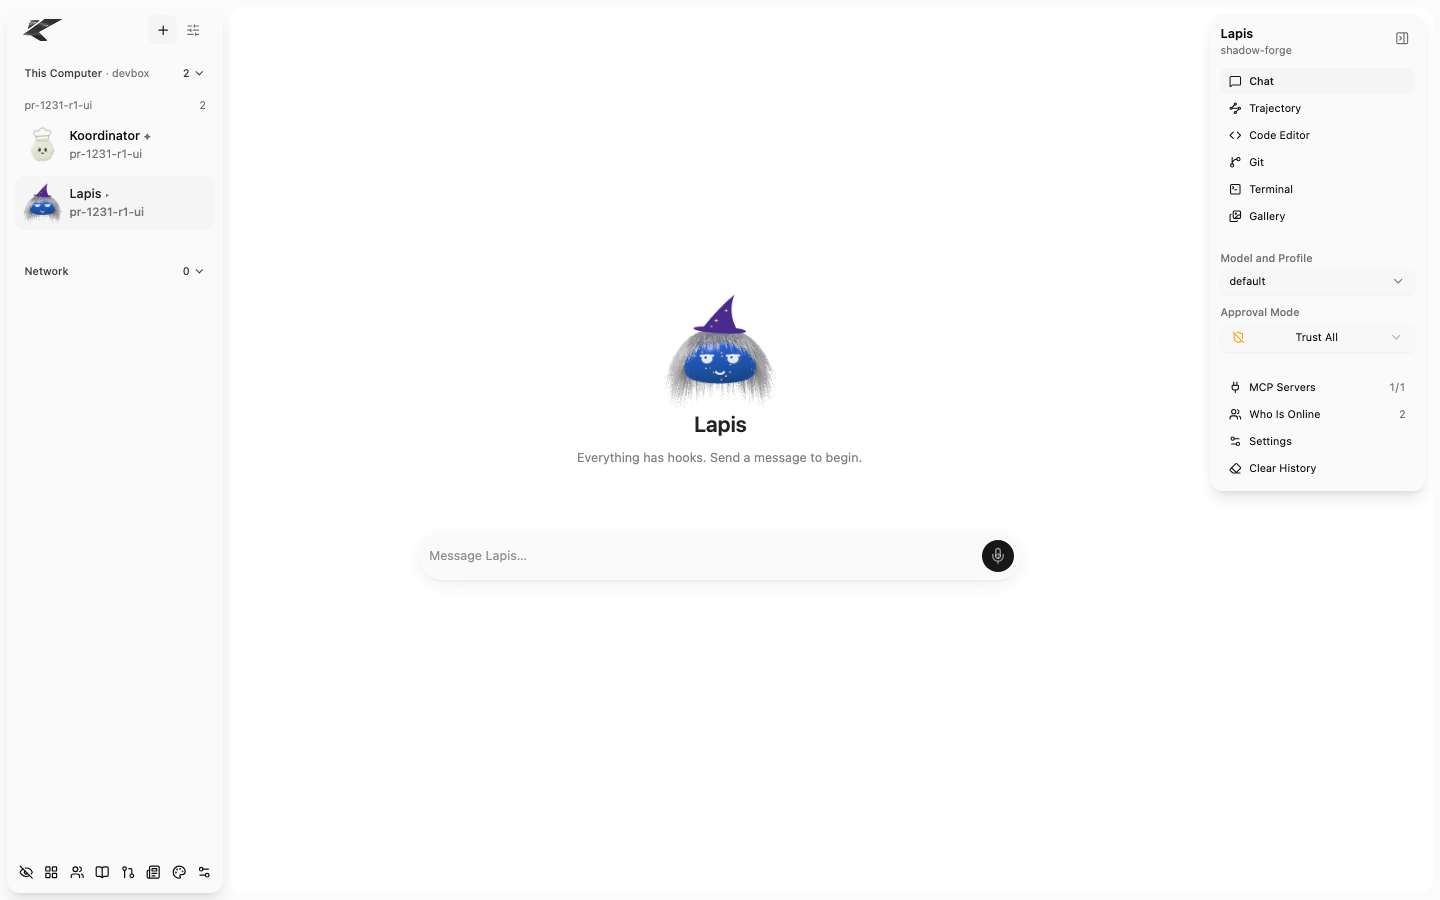 This Computer · devbox 2
pr-1231-r1-ui 2
Koordinator
pr-1231-r1-ui
Lapis
pr-1231-r1-ui
Network 0
Lapis
Everything has hooks. Send a message to begin.
Message Lapis...
Lapis
shadow-forge
Chat
Trajectory
Code Editor
Git
Terminal
Gallery
Model and Profile
default
Approval Mode
Trust All
MCP Servers 1/1
Who Is Online 2
Settings
Clear History